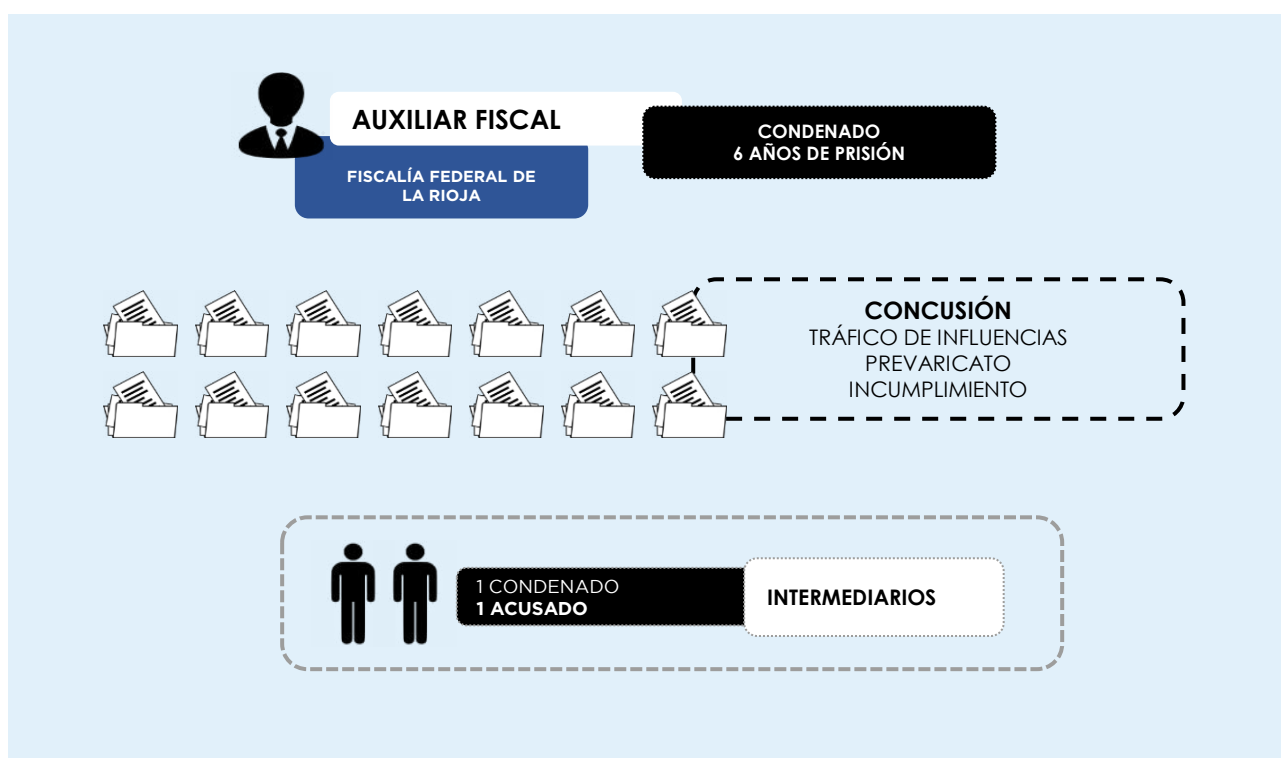 AUXILIAR FISCAL
FISCALÍA FEDERAL DE
LA RIOJA
CONDENADO
6 AÑOS DE PRISIÓN
CONCUSIÓN
TRÁFICO DE INFLUENCIAS
PREVARICATO
INCUMPLIMIENTO
1 CONDENADO
1 ACUSADO
INTERMEDIARIOS